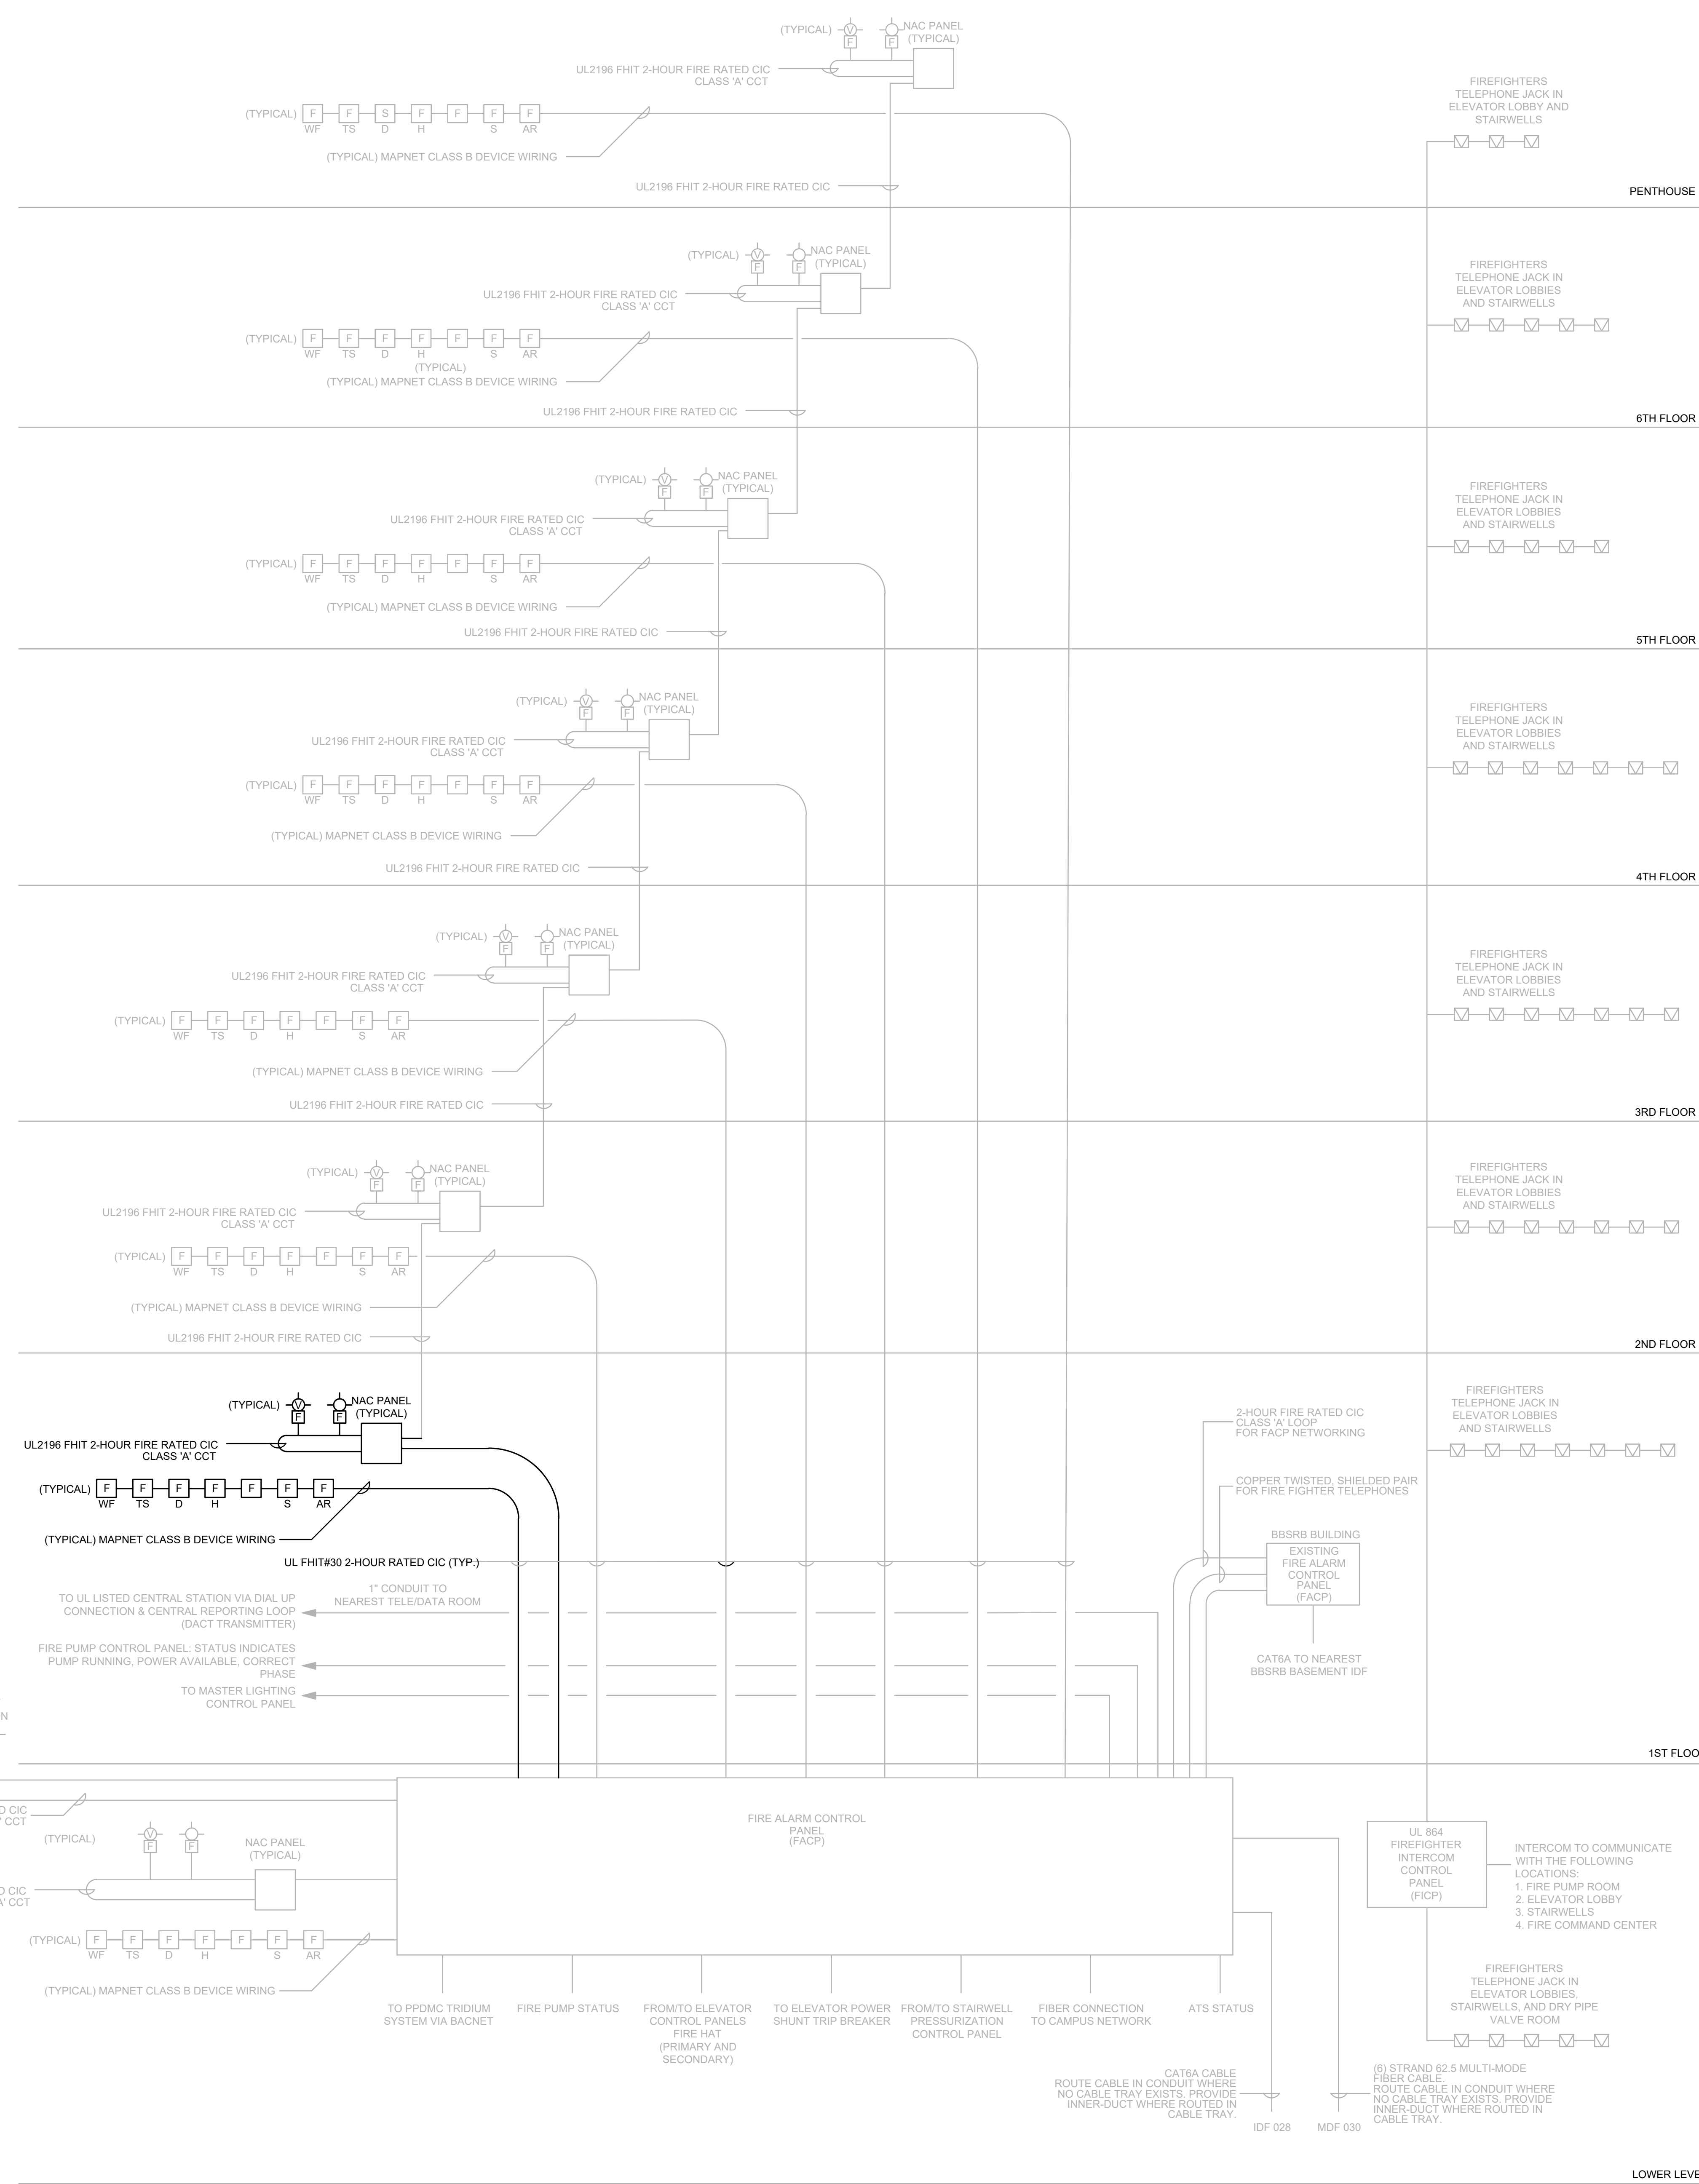 (TYPICAL)
V
F
F
NAC PANEL
(TYPICAL)
UL2196 FHIT 2-HOUR FIRE RATED CIC
CLASS 'A' CCT
(TYPICAL)
F F S F F F F
WF TS D H S AR
(TYPICAL) MAPNET CLASS B DEVICE WIRING
UL2196 FHIT 2-HOUR FIRE RATED CIC
FIREFIGHTERS
TELEPHONE JACK IN
ELEVATOR LOBBY AND
STAIRWELLS
PENTHOUSE
(TYPICAL)
V
F
F
NAC PANEL
(TYPICAL)
UL2196 FHIT 2-HOUR FIRE RATED CIC
CLASS 'A' CCT
(TYPICAL)
F F F F F F F
WF TS D H S AR
(TYPICAL)
(TYPICAL) MAPNET CLASS B DEVICE WIRING
UL2196 FHIT 2-HOUR FIRE RATED CIC
FIREFIGHTERS
TELEPHONE JACK IN
ELEVATOR LOBBIES
AND STAIRWELLS
6TH FLOOR
(TYPICAL)
V
F
F
NAC PANEL
(TYPICAL)
UL2196 FHIT 2-HOUR FIRE RATED CIC
CLASS 'A' CCT
(TYPICAL)
F F F F F F F
WF TS D H S AR
(TYPICAL) MAPNET CLASS B DEVICE WIRING
UL2196 FHIT 2-HOUR FIRE RATED CIC
FIREFIGHTERS
TELEPHONE JACK IN
ELEVATOR LOBBIES
AND STAIRWELLS
5TH FLOOR
(TYPICAL)
V
F
F
NAC PANEL
(TYPICAL)
UL2196 FHIT 2-HOUR FIRE RATED CIC
CLASS 'A' CCT
(TYPICAL)
F F F F F F F
WF TS D H S AR
(TYPICAL) MAPNET CLASS B DEVICE WIRING
UL2196 FHIT 2-HOUR FIRE RATED CIC
FIREFIGHTERS
TELEPHONE JACK IN
ELEVATOR LOBBIES
AND STAIRWELLS
4TH FLOOR
(TYPICAL)
V
F
F
NAC PANEL
(TYPICAL)
UL2196 FHIT 2-HOUR FIRE RATED CIC
CLASS 'A' CCT
(TYPICAL)
F F F F F F F
WF TS D H S AR
(TYPICAL) MAPNET CLASS B DEVICE WIRING
UL2196 FHIT 2-HOUR FIRE RATED CIC
FIREFIGHTERS
TELEPHONE JACK IN
ELEVATOR LOBBIES
AND STAIRWELLS
3RD FLOOR
(TYPICAL)
V
F
F
NAC PANEL
(TYPICAL)
UL2196 FHIT 2-HOUR FIRE RATED CIC
CLASS 'A' CCT
(TYPICAL)
F F F F F F F
WF TS D H S AR
(TYPICAL) MAPNET CLASS B DEVICE WIRING
UL2196 FHIT 2-HOUR FIRE RATED CIC
FIREFIGHTERS
TELEPHONE JACK IN
ELEVATOR LOBBIES
AND STAIRWELLS
2ND FLOOR
(TYPICAL)
V
F
F
NAC PANEL
(TYPICAL)
UL2196 FHIT 2-HOUR FIRE RATED CIC
CLASS 'A' CCT
(TYPICAL)
F F F F F F F
WF TS D H S AR
(TYPICAL) MAPNET CLASS B DEVICE WIRING
UL FHIT#30 2-HOUR RATED CIC (TYP.)
2-HOUR FIRE RATED CIC
CLASS 'A' LOOP
FOR FACP NETWORKING
COPPER TWISTED, SHIELDED PAIR
FOR FIRE FIGHTER TELEPHONES
BBSRB BUILDING
EXISTING
FIRE ALARM
CONTROL
PANEL
(FACP)
CAT6A TO NEAREST
BBSRB BASEMENT IDF
FIREFIGHTERS
TELEPHONE JACK IN
ELEVATOR LOBBIES
AND STAIRWELLS
1" CONDUIT TO
NEAREST TELE/DATA ROOM
TO UL LISTED CENTRAL STATION VIA DIAL UP
CONNECTION & CENTRAL REPORTING LOOP
(DACT TRANSMITTER)
FIRE PUMP CONTROL PANEL: STATUS INDICATES
PUMP RUNNING, POWER AVAILABLE, CORRECT
PHASE
TO MASTER LIGHTING
CONTROL PANEL
N
1ST FLOO
D CIC
' CCT
(TYPICAL)
V
F
F
NAC PANEL
(TYPICAL)
D CIC
A' CCT
(TYPICAL)
F F F F F F F
WF TS D H S AR
(TYPICAL) MAPNET CLASS B DEVICE WIRING
FIRE ALARM CONTROL
PANEL
(FACP)
TO PPDMC TRIDIUM
SYSTEM VIA BACNET
FIRE PUMP STATUS
FROM/TO ELEVATOR
CONTROL PANELS
FIRE HAT
(PRIMARY AND
SECONDARY)
TO ELEVATOR POWER
SHUNT TRIP BREAKER
FROM/TO STAIRWELL
PRESSURIZATION
CONTROL PANEL
FIBER CONNECTION
TO CAMPUS NETWORK
ATS STATUS
UL 864
FIREFIGHTER
INTERCOM
CONTROL
PANEL
(FICP)
INTERCOM TO COMMUNICATE
WITH THE FOLLOWING
LOCATIONS:
1. FIRE PUMP ROOM
2. ELEVATOR LOBBY
3. STAIRWELLS
4. FIRE COMMAND CENTER
FIREFIGHTERS
TELEPHONE JACK IN
ELEVATOR LOBBIES,
STAIRWELLS, AND DRY PIPE
VALVE ROOM
CAT6A CABLE
ROUTE CABLE IN CONDUIT WHERE
NO CABLE TRAY EXISTS. PROVIDE
INNER-DUCT WHERE ROUTED IN
CABLE TRAY.
IDF 028
MDF 030
(6) STRAND 62.5 MULTI-MODE
FIBER CABLE.
ROUTE CABLE IN CONDUIT WHERE
NO CABLE TRAY EXISTS. PROVIDE
INNER-DUCT WHERE ROUTED IN
CABLE TRAY.
LOWER LEVE